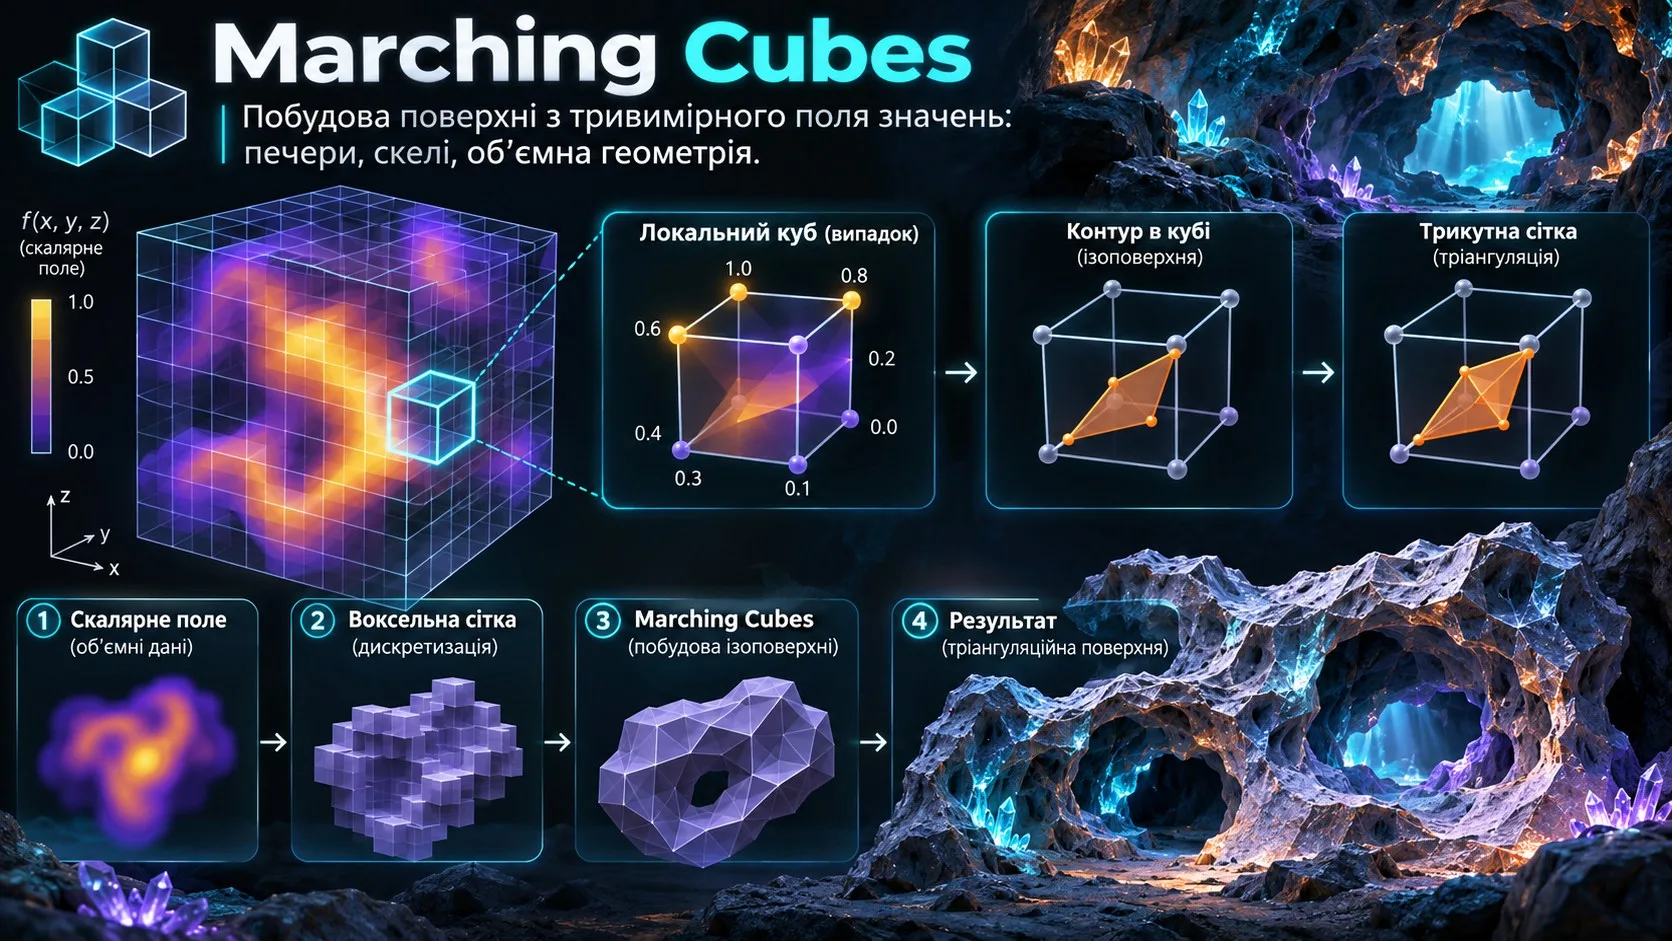 Marching Cubes
Побудова поверхні з тривимірного поля значень:
печери, скелі, об’ємна геометрія.
f(x, y, z)
(скалярне
поле)
1.0
0.5
0.0
z
y
x
Локальний куб (випадок)
1.0
0.8
0.6
0.2
0.4
0.0
0.3
0.1
Контур в кубі
(ізоповерхня)
Трикутна сітка
(тріангуляція)
1 Скалярне поле
(об’ємні дані)
2 Воксельна сітка
(дискретизація)
3 Marching Cubes
(побудова ізоповерхні)
4 Результат
(тріангуляційна поверхня)